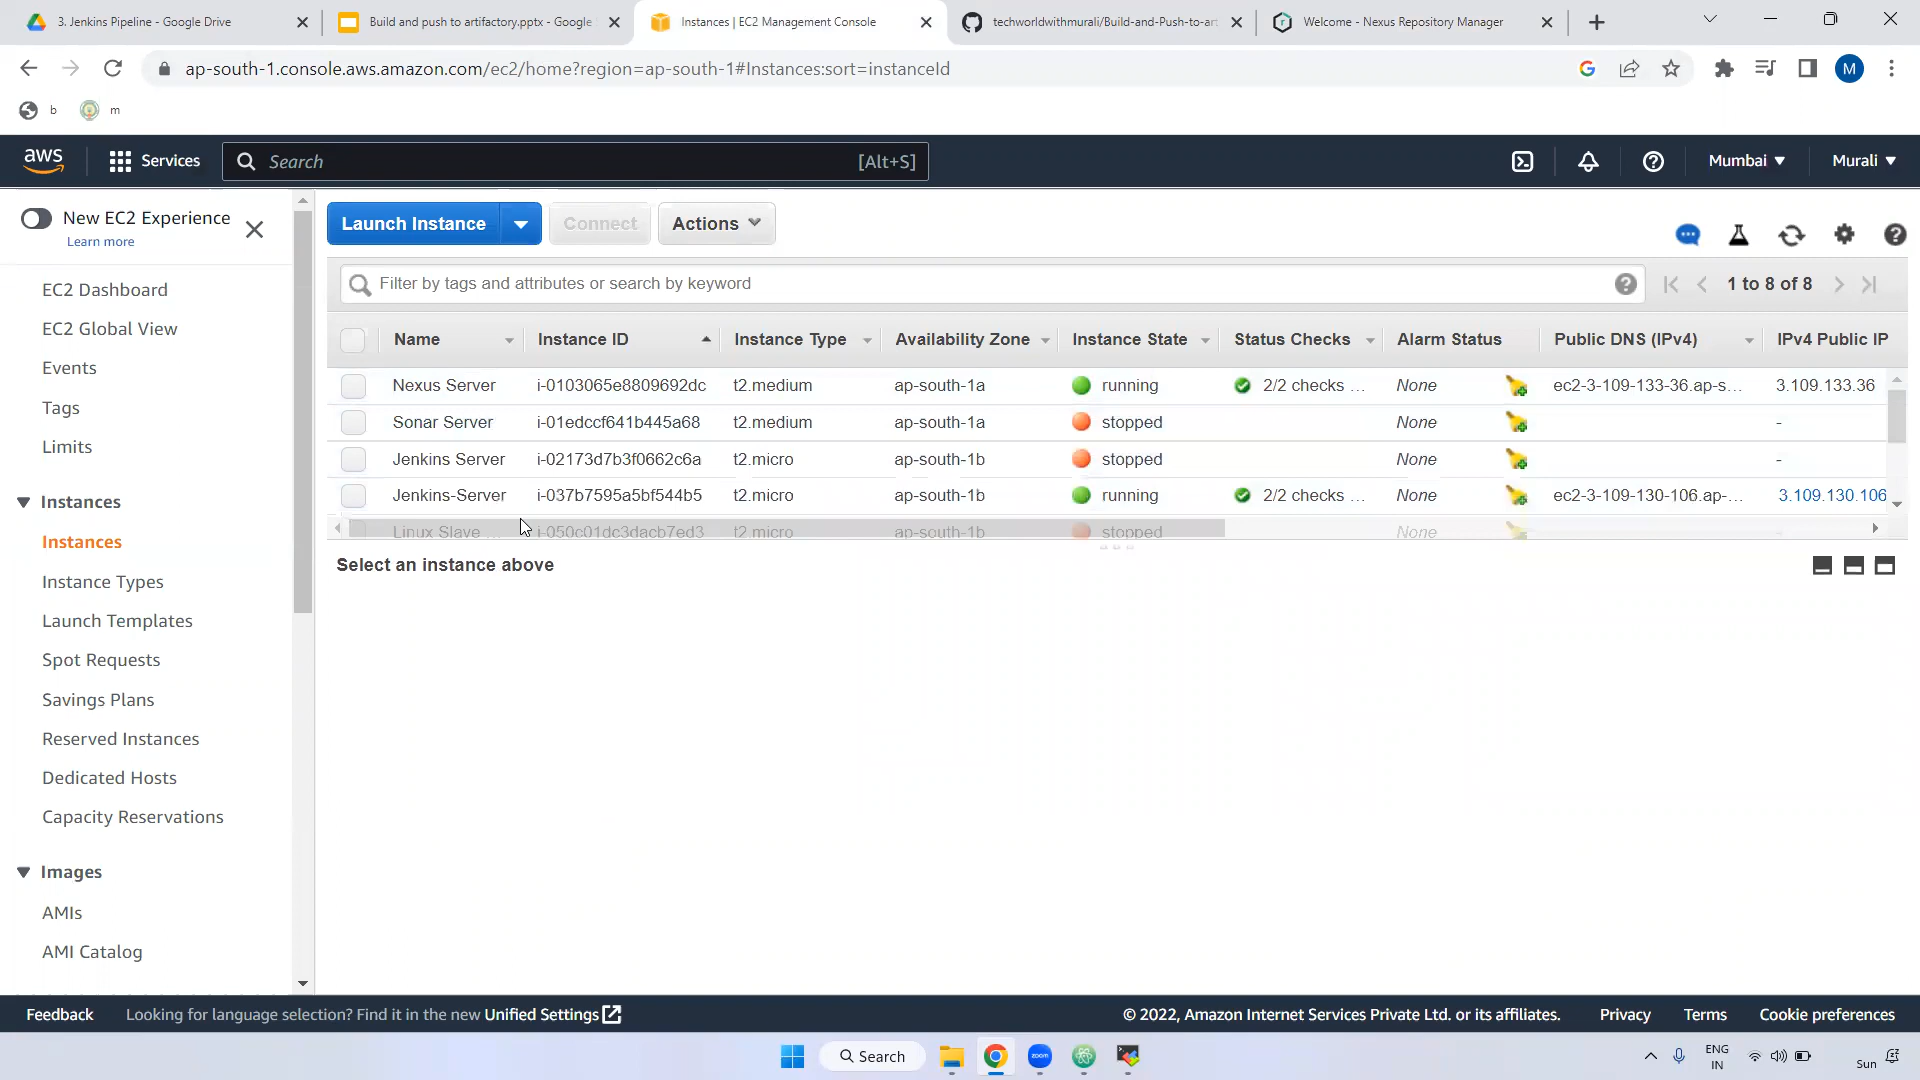 3. Jenkins Pipeline - Google Drive
Build and push to artifactory.pptx - Google
Instances | EC2 Management Console
techworldwithmurali/Build-and-Push-to-ar
Welcome - Nexus Repository Manager
ap-south-1.console.aws.amazon.com/ec2/home?region=ap-south-1#Instances:sort=instanceId
M
b
m
aws
Services
Search
[Alt+S]
Mumbai
Murali
New EC2 Experience
Learn more
EC2 Dashboard
EC2 Global View
Events
Tags
Limits
Instances
Instances
Instance Types
Launch Templates
Spot Requests
Savings Plans
Reserved Instances
Dedicated Hosts
Capacity Reservations
Images
AMIs
AMI Catalog
Launch Instance
Connect
Actions
Filter by tags and attributes or search by keyword
1 to 8 of 8
Name Instance ID Instance Type Availability Zone Instance State Status Checks Alarm Status Public DNS (IPv4) IPv4 Public IP
Nexus Server i-0103065e8809692dc t2.medium ap-south-1a running 2/2 checks ... None ec2-3-109-133-36.ap-s... 3.109.133.36
Sonar Server i-01edccf641b445a68 t2.medium ap-south-1a stopped None -
Jenkins Server i-02173d7b3f0662c6a t2.micro ap-south-1b stopped None -
Jenkins-Server i-037b7595a5bf544b5 t2.micro ap-south-1b running 2/2 checks ... None ec2-3-109-130-106.ap-... 3.109.130.106
Linux Slave ... i-050c01dc3dacb7ed3 t2.micro ap-south-1b stopped None
Select an instance above
Feedback
Looking for language selection? Find it in the new Unified Settings
© 2022, Amazon Internet Services Private Ltd. or its affiliates.
Privacy
Terms
Cookie preferences
Search
zoom
ENG
IN
Sun